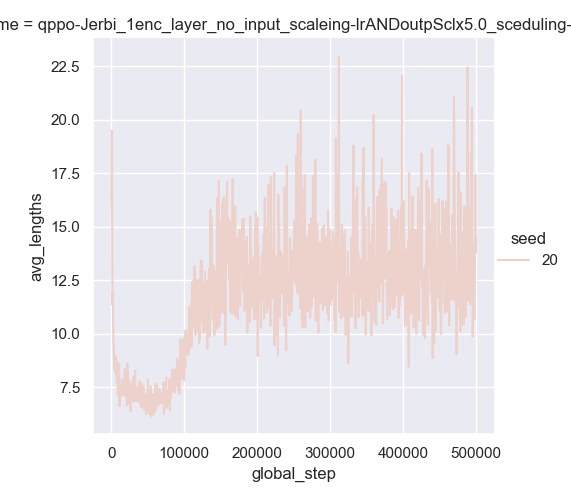 me = qppo-Jerbi_1enc_layer_no_input_scaleing-lrANDoutpSclx5.0_sceduling-
22.5
20.0
17.5
15.0
12.5
10.0
7.5
avg_lengths
0 100000 200000 300000 400000 500000
global_step
seed
20